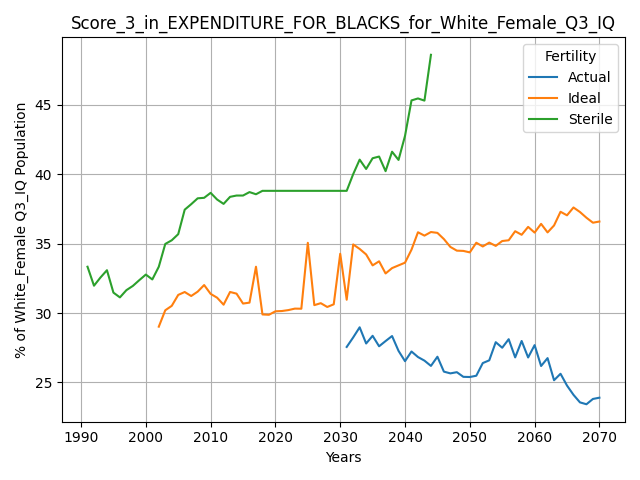 Score_3_in_EXPENDITURE_FOR_BLACKS_for_White_Female_Q3_IQ
Fertility
Actual
Ideal
Sterile
% of White_Female Q3_IQ Population
45
40
35
30
25
1990 2000 2010 2020 2030 2040 2050 2060 2070
Years